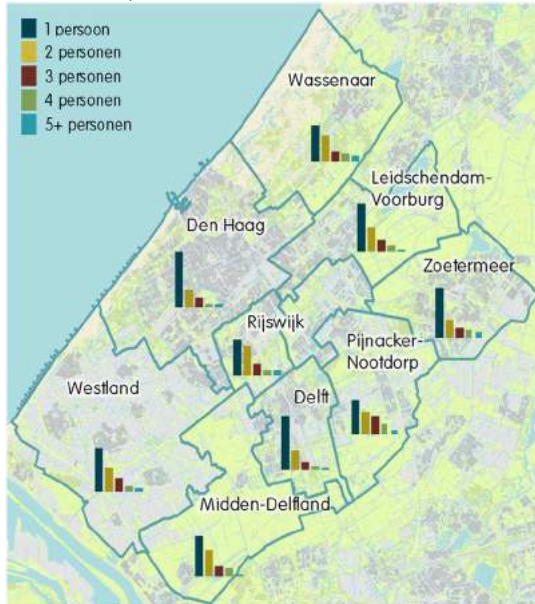 1 persoon
2 personen
3 personen
4 personen
5+ personen
Wassenaar
Leidschendam-
Voorburg
Den Haag
Zoetermeer
Rijswijk
Pijnacker-
Nootdorp
Westland
Delft
Midden-Delfland